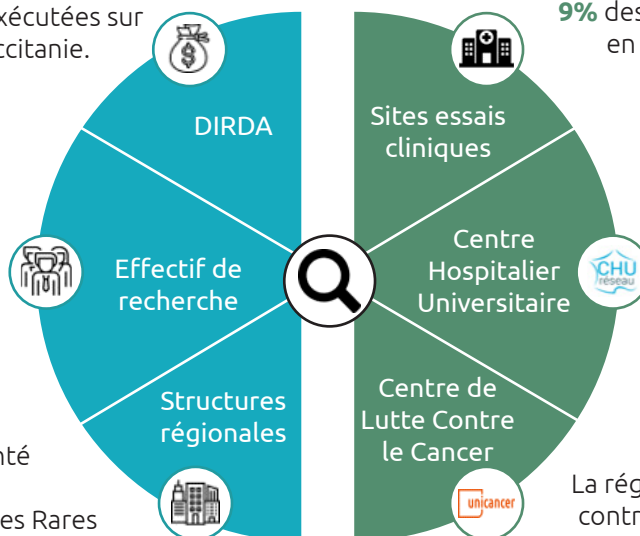 xécutées sur
ccitanie.
9% des
en
DIRDA
Sites essais
cliniques
Effectif de
recherche
Centre
Hospitalier
Universitaire
CHU
réseau
Structures
régionales
Centre de
Lutte Contre
le Cancer
unicancer
nté
es Rares
La rég
contr